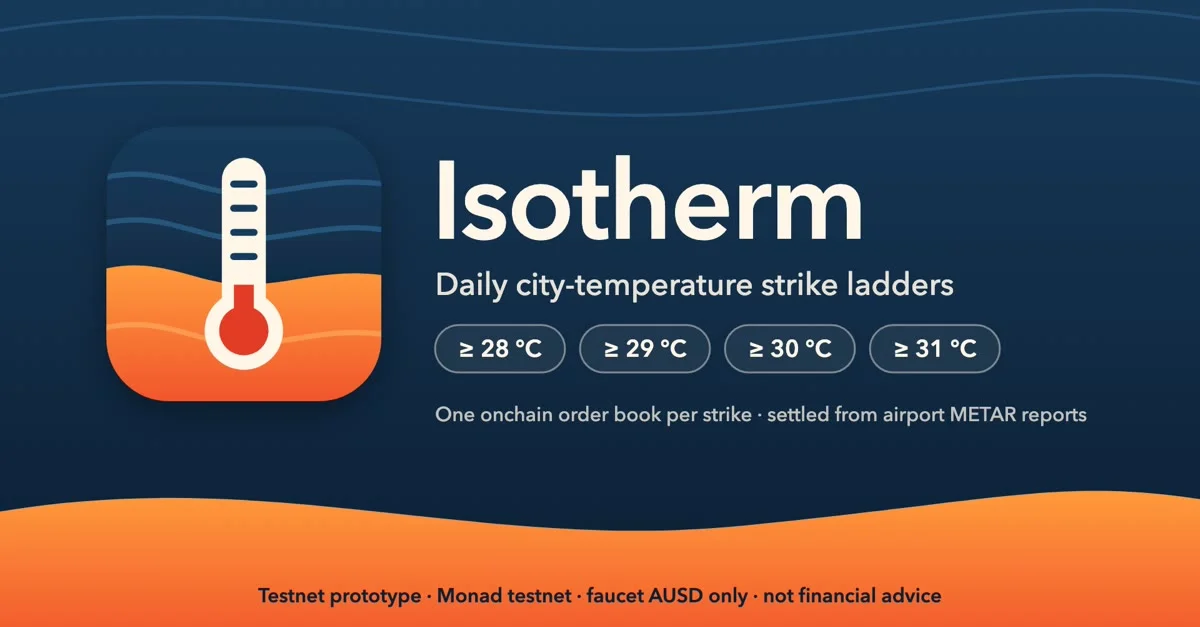 Isotherm
Daily city-temperature strike ladders
≥ 28 °C ≥ 29 °C ≥ 30 °C ≥ 31 °C
One onchain order book per strike · settled from airport METAR reports
Testnet prototype · Monad testnet · faucet AUSD only · not financial advice